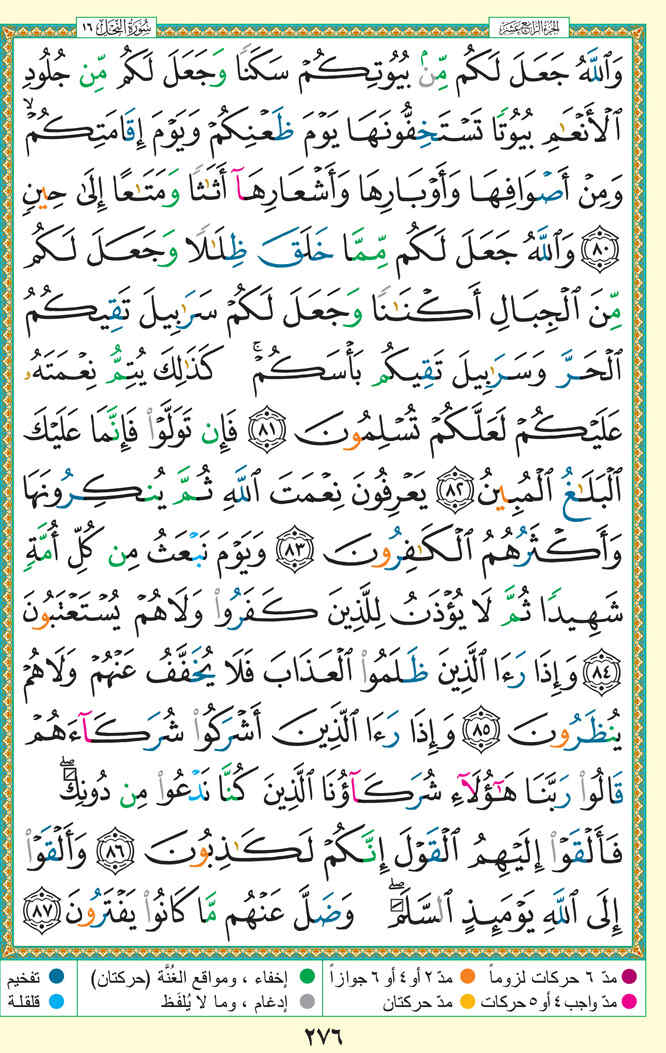 الجزء الرابع عشر
سورة النحل ١٦
وَٱللَّهُ جَعَلَ لَكُم مِّنۢ بُيُوتِكُمْ سَكَنًا وَجَعَلَ لَكُم مِّن جُلُودِ
ٱلْأَنْعَٰمِ بُيُوتًا تَسْتَخِفُّونَهَا يَوْمَ ظَعْنِكُمْ وَيَوْمَ إِقَامَتِكُمْ ۙ
وَمِنْ أَصْوَافِهَا وَأَوْبَارِهَا وَأَشْعَارِهَآ أَثَٰثًا وَمَتَٰعًا إِلَىٰ حِينٍ
﴿٨٠﴾ وَٱللَّهُ جَعَلَ لَكُم مِّمَّا خَلَقَ ظِلَٰلًا وَجَعَلَ لَكُم
مِّنَ ٱلْجِبَالِ أَكْنَٰنًا وَجَعَلَ لَكُمْ سَرَٰبِيلَ تَقِيكُمُ
ٱلْحَرَّ وَسَرَٰبِيلَ تَقِيكُم بَأْسَكُمْ ۚ كَذَٰلِكَ يُتِمُّ نِعْمَتَهُۥ
عَلَيْكُمْ لَعَلَّكُمْ تُسْلِمُونَ ﴿٨١﴾ فَإِن تَوَلَّوْا۟ فَإِنَّمَا عَلَيْكَ
ٱلْبَلَٰغُ ٱلْمُبِينُ ﴿٨٢﴾ يَعْرِفُونَ نِعْمَتَ ٱللَّهِ ثُمَّ يُنكِرُونَهَا
وَأَكْثَرُهُمُ ٱلْكَٰفِرُونَ ﴿٨٣﴾ وَيَوْمَ نَبْعَثُ مِن كُلِّ أُمَّةٍ
شَهِيدًا ثُمَّ لَا يُؤْذَنُ لِلَّذِينَ كَفَرُوا۟ وَلَا هُمْ يُسْتَعْتَبُونَ
﴿٨٤﴾ وَإِذَا رَءَا ٱلَّذِينَ ظَلَمُوا۟ ٱلْعَذَابَ فَلَا يُخَفَّفُ عَنْهُمْ وَلَا هُمْ
يُنظَرُونَ ﴿٨٥﴾ وَإِذَا رَءَا ٱلَّذِينَ أَشْرَكُوا۟ شُرَكَآءَهُمْ
قَالُوا۟ رَبَّنَا هَٰٓؤُلَآءِ شُرَكَآؤُنَا ٱلَّذِينَ كُنَّا نَدْعُوا۟ مِن دُونِكَ ۖ
فَأَلْقَوْا۟ إِلَيْهِمُ ٱلْقَوْلَ إِنَّكُمْ لَكَٰذِبُونَ ﴿٨٦﴾ وَأَلْقَوْا۟
إِلَى ٱللَّهِ يَوْمَئِذٍ ٱلسَّلَمَ ۖ وَضَلَّ عَنْهُم مَّا كَانُوا۟ يَفْتَرُونَ ﴿٨٧﴾
مدّ ٦ حركات لزوماً مدّ ٢ أو ٤ أو ٦ جوازاً إخفاء ، ومواقع الغُنَّة (حركتان) تفخيم
مدّ واجب ٤ أو ٥ حركات مدّ حركتان إدغام ، وما لا يُلفَظ قلقلة
٢٧٦